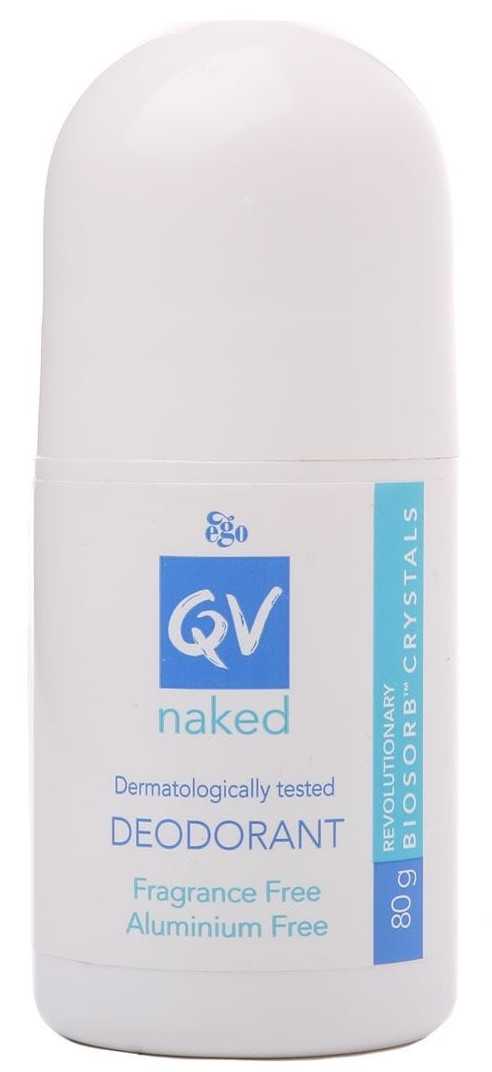 ego
QV
naked
Dermatologically tested
DEODORANT
Fragrance Free
Aluminium Free
REVOLUTIONARY
BIOSORB™ CRYSTALS
80 g